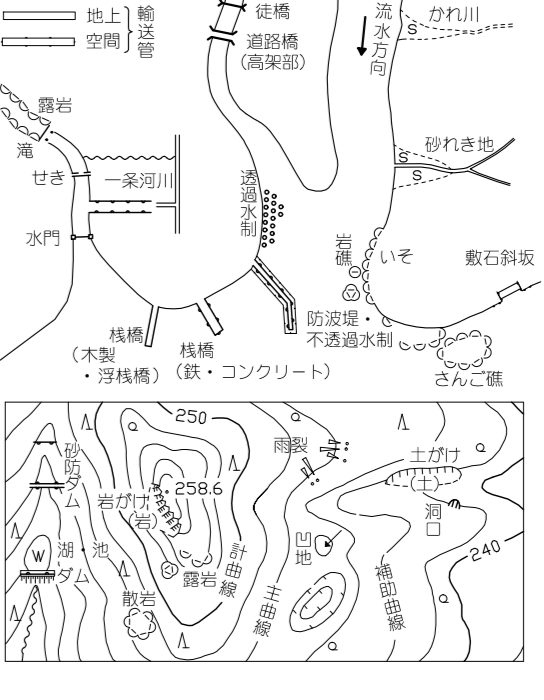 地上
空間
輸送管
徒橋
道路橋
(高架部)
流水方向
かれ川
S
露岩
滝
せき
一条河川
砂れき地
S
S
透過水制
水門
岩礁
いそ
敷石斜坂
桟橋
(木製
・浮桟橋)
桟橋
(鉄・コンクリート)
防波堤・
不透過水制
さんご礁
250
雨裂
土がけ
(土)
砂防ダム
258.6
岩がけ
(岩)
洞口
凹地
240
湖・池
W
ダム
計曲線
露岩
主曲線
補助曲線
散岩